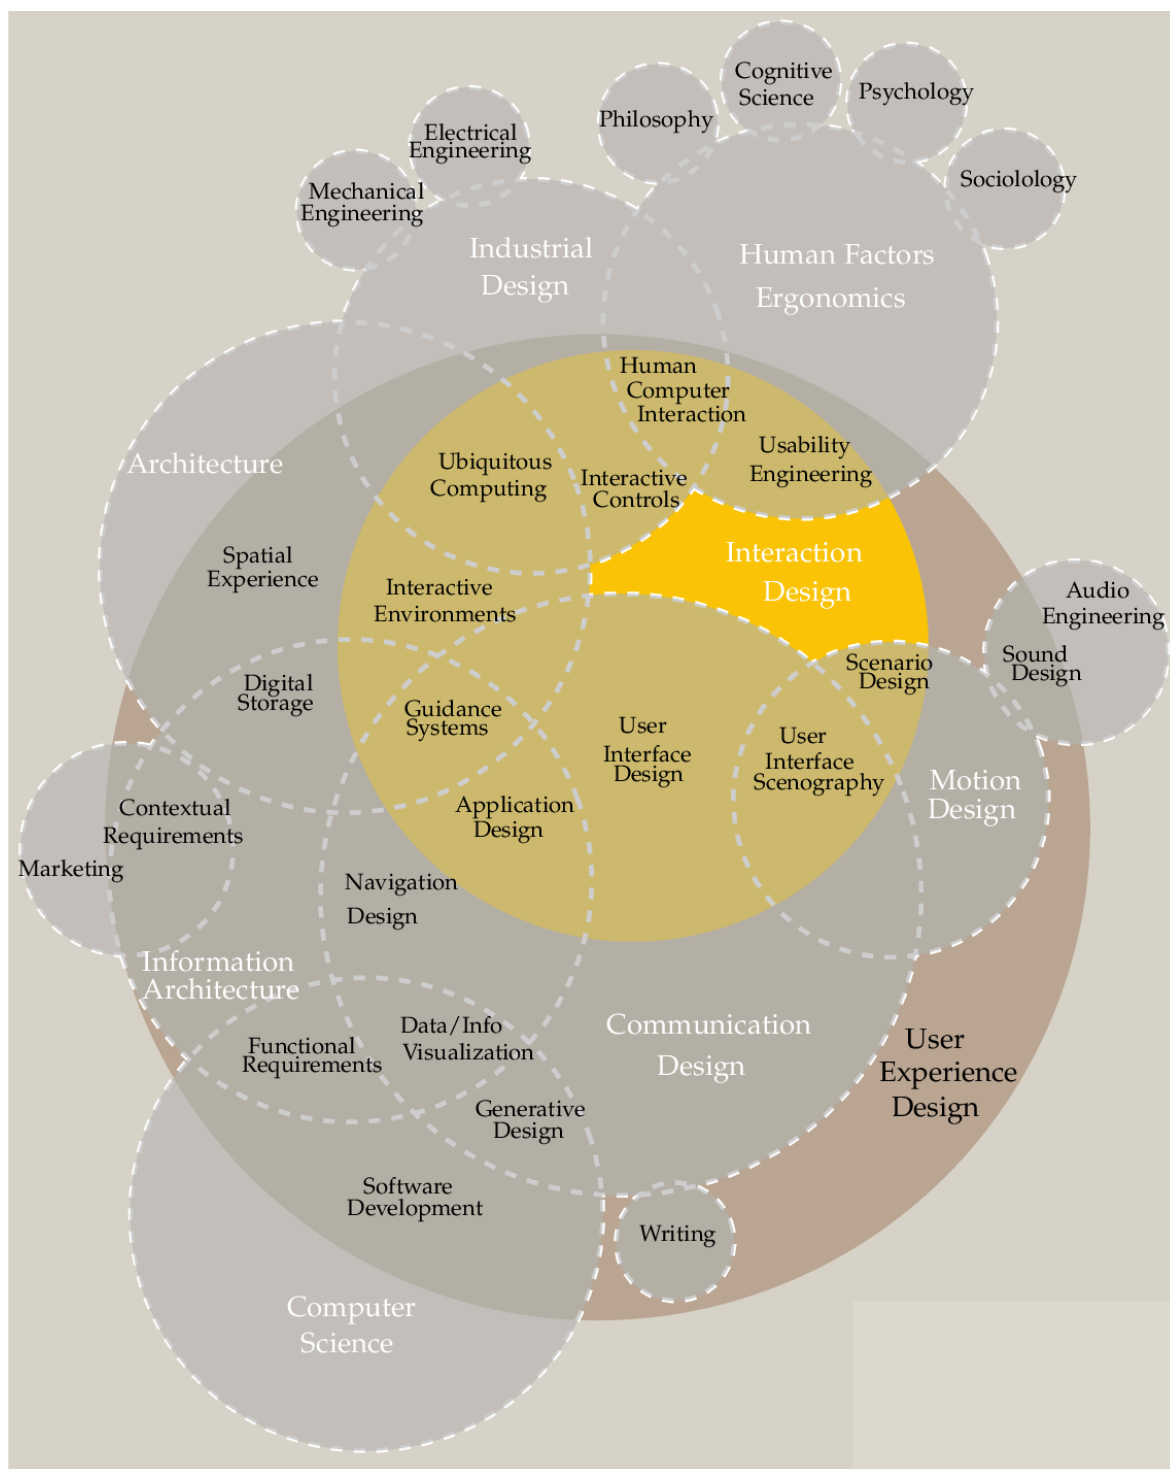 Cognitive
Science
Psychology
Philosophy
Electrical
Engineering
Sociolology
Mechanical
Engineering
Industrial
Design
Human Factors
Ergonomics
Human
Computer
Interaction
Architecture
Usability
Engineering
Ubiquitous
Computing
Interactive
Controls
Interaction
Design
Spatial
Experience
Interactive
Environments
Audio
Engineering
Sound
Design
Scenario
Design
Digital
Storage
Guidance
Systems
User
Interface
Design
User
Interface
Scenography
Motion
Design
Contextual
Requirements
Marketing
Application
Design
Navigation
Design
Information
Architecture
Functional
Requirements
Data/Info
Visualization
Communication
Design
User
Experience
Design
Generative
Design
Software
Development
Writing
Computer
Science